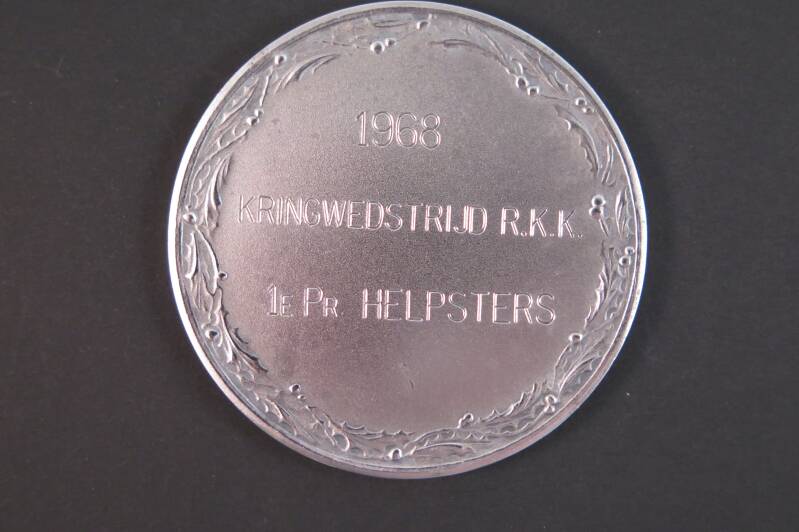 1968
KRINGWEDSTRIJD R.K.K.
1E PR HELPSTERS